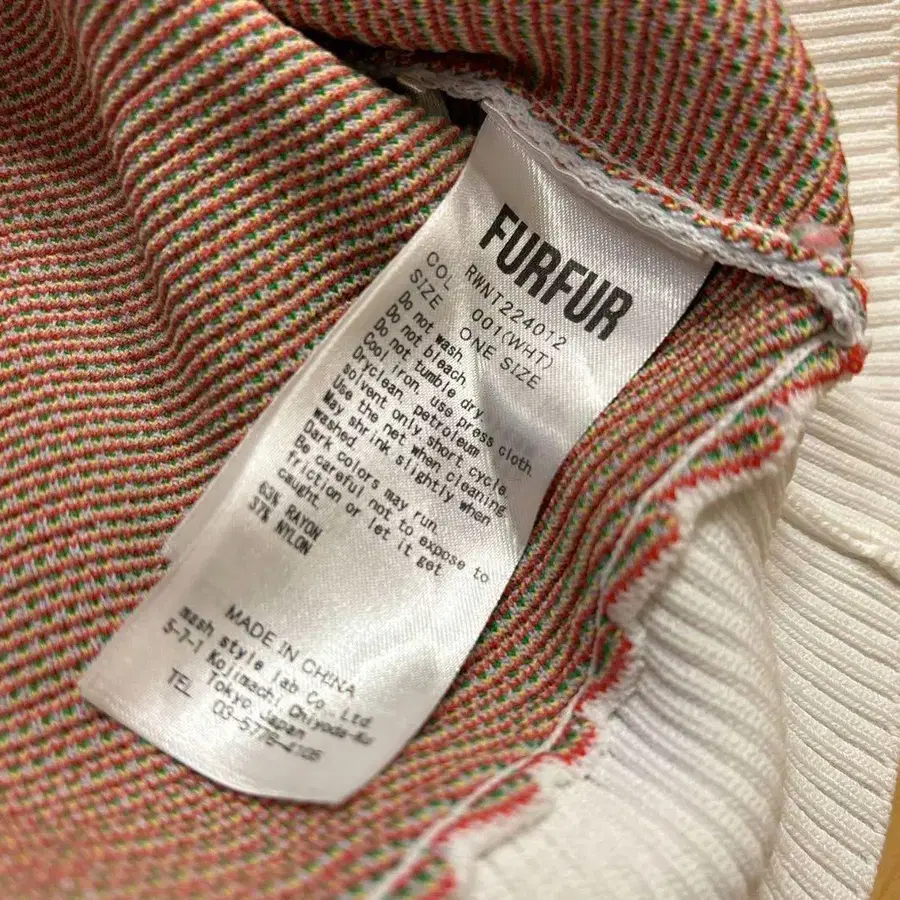 FURFUR
RWNT224012
COL 001(WHT)
SIZE ONE SIZE
Do not wash.
Do not bleach.
Do not tumble dry.
Cool iron, use press cloth.
Dryclean, petroleum
solvent only short cycle.
Use the net when cleaning
May shrink slightly when
washed.
Dark colors may run.
Be careful not to expose to
friction or let it get
caught.
63% RAYON
37% NYLON
MADE IN CHINA
mash style lab Co., Ltd.
5-7-1 Kojimachi Chiyoda-Ku
Tokyo Japan
TEL